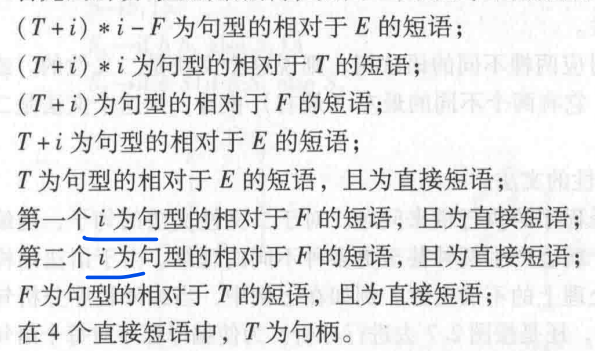 (T+i)*i-F 为句型的相对于 E 的短语；
(T+i)*i 为句型的相对于 T 的短语；
(T+i) 为句型的相对于 F 的短语；
T+i 为句型的相对于 E 的短语；
T 为句型的相对于 E 的短语，且为直接短语；
第一个 i 为句型的相对于 F 的短语，且为直接短语；
第二个 i 为句型的相对于 F 的短语，且为直接短语；
F 为句型的相对于 T 的短语，且为直接短语；
在 4 个直接短语中，T 为句柄。